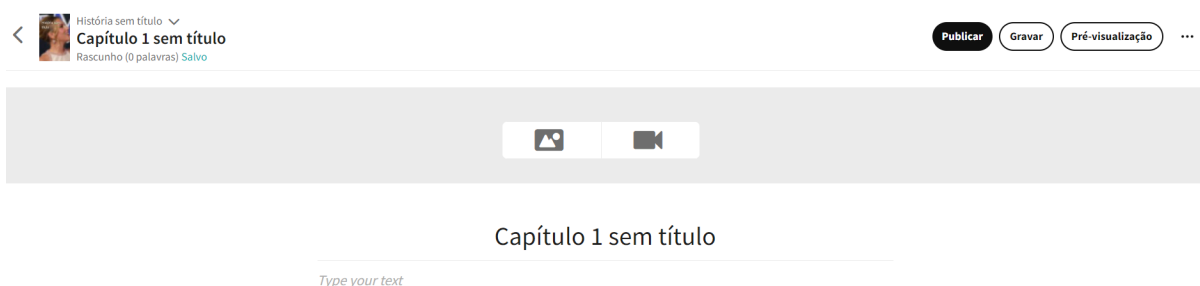 História sem título
Capítulo 1 sem título
Rascunho (0 palavras) Salvo
Publicar
Gravar
Pré-visualização
Capítulo 1 sem título
Type your text